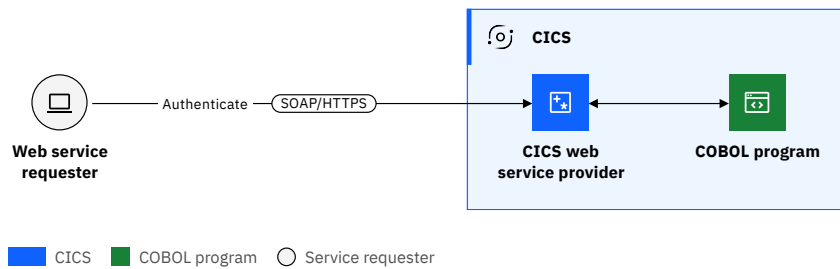 CICS
Authenticate
SOAP/HTTPS
Web service
requester
CICS web
service provider
COBOL program
CICS
COBOL program
Service requester